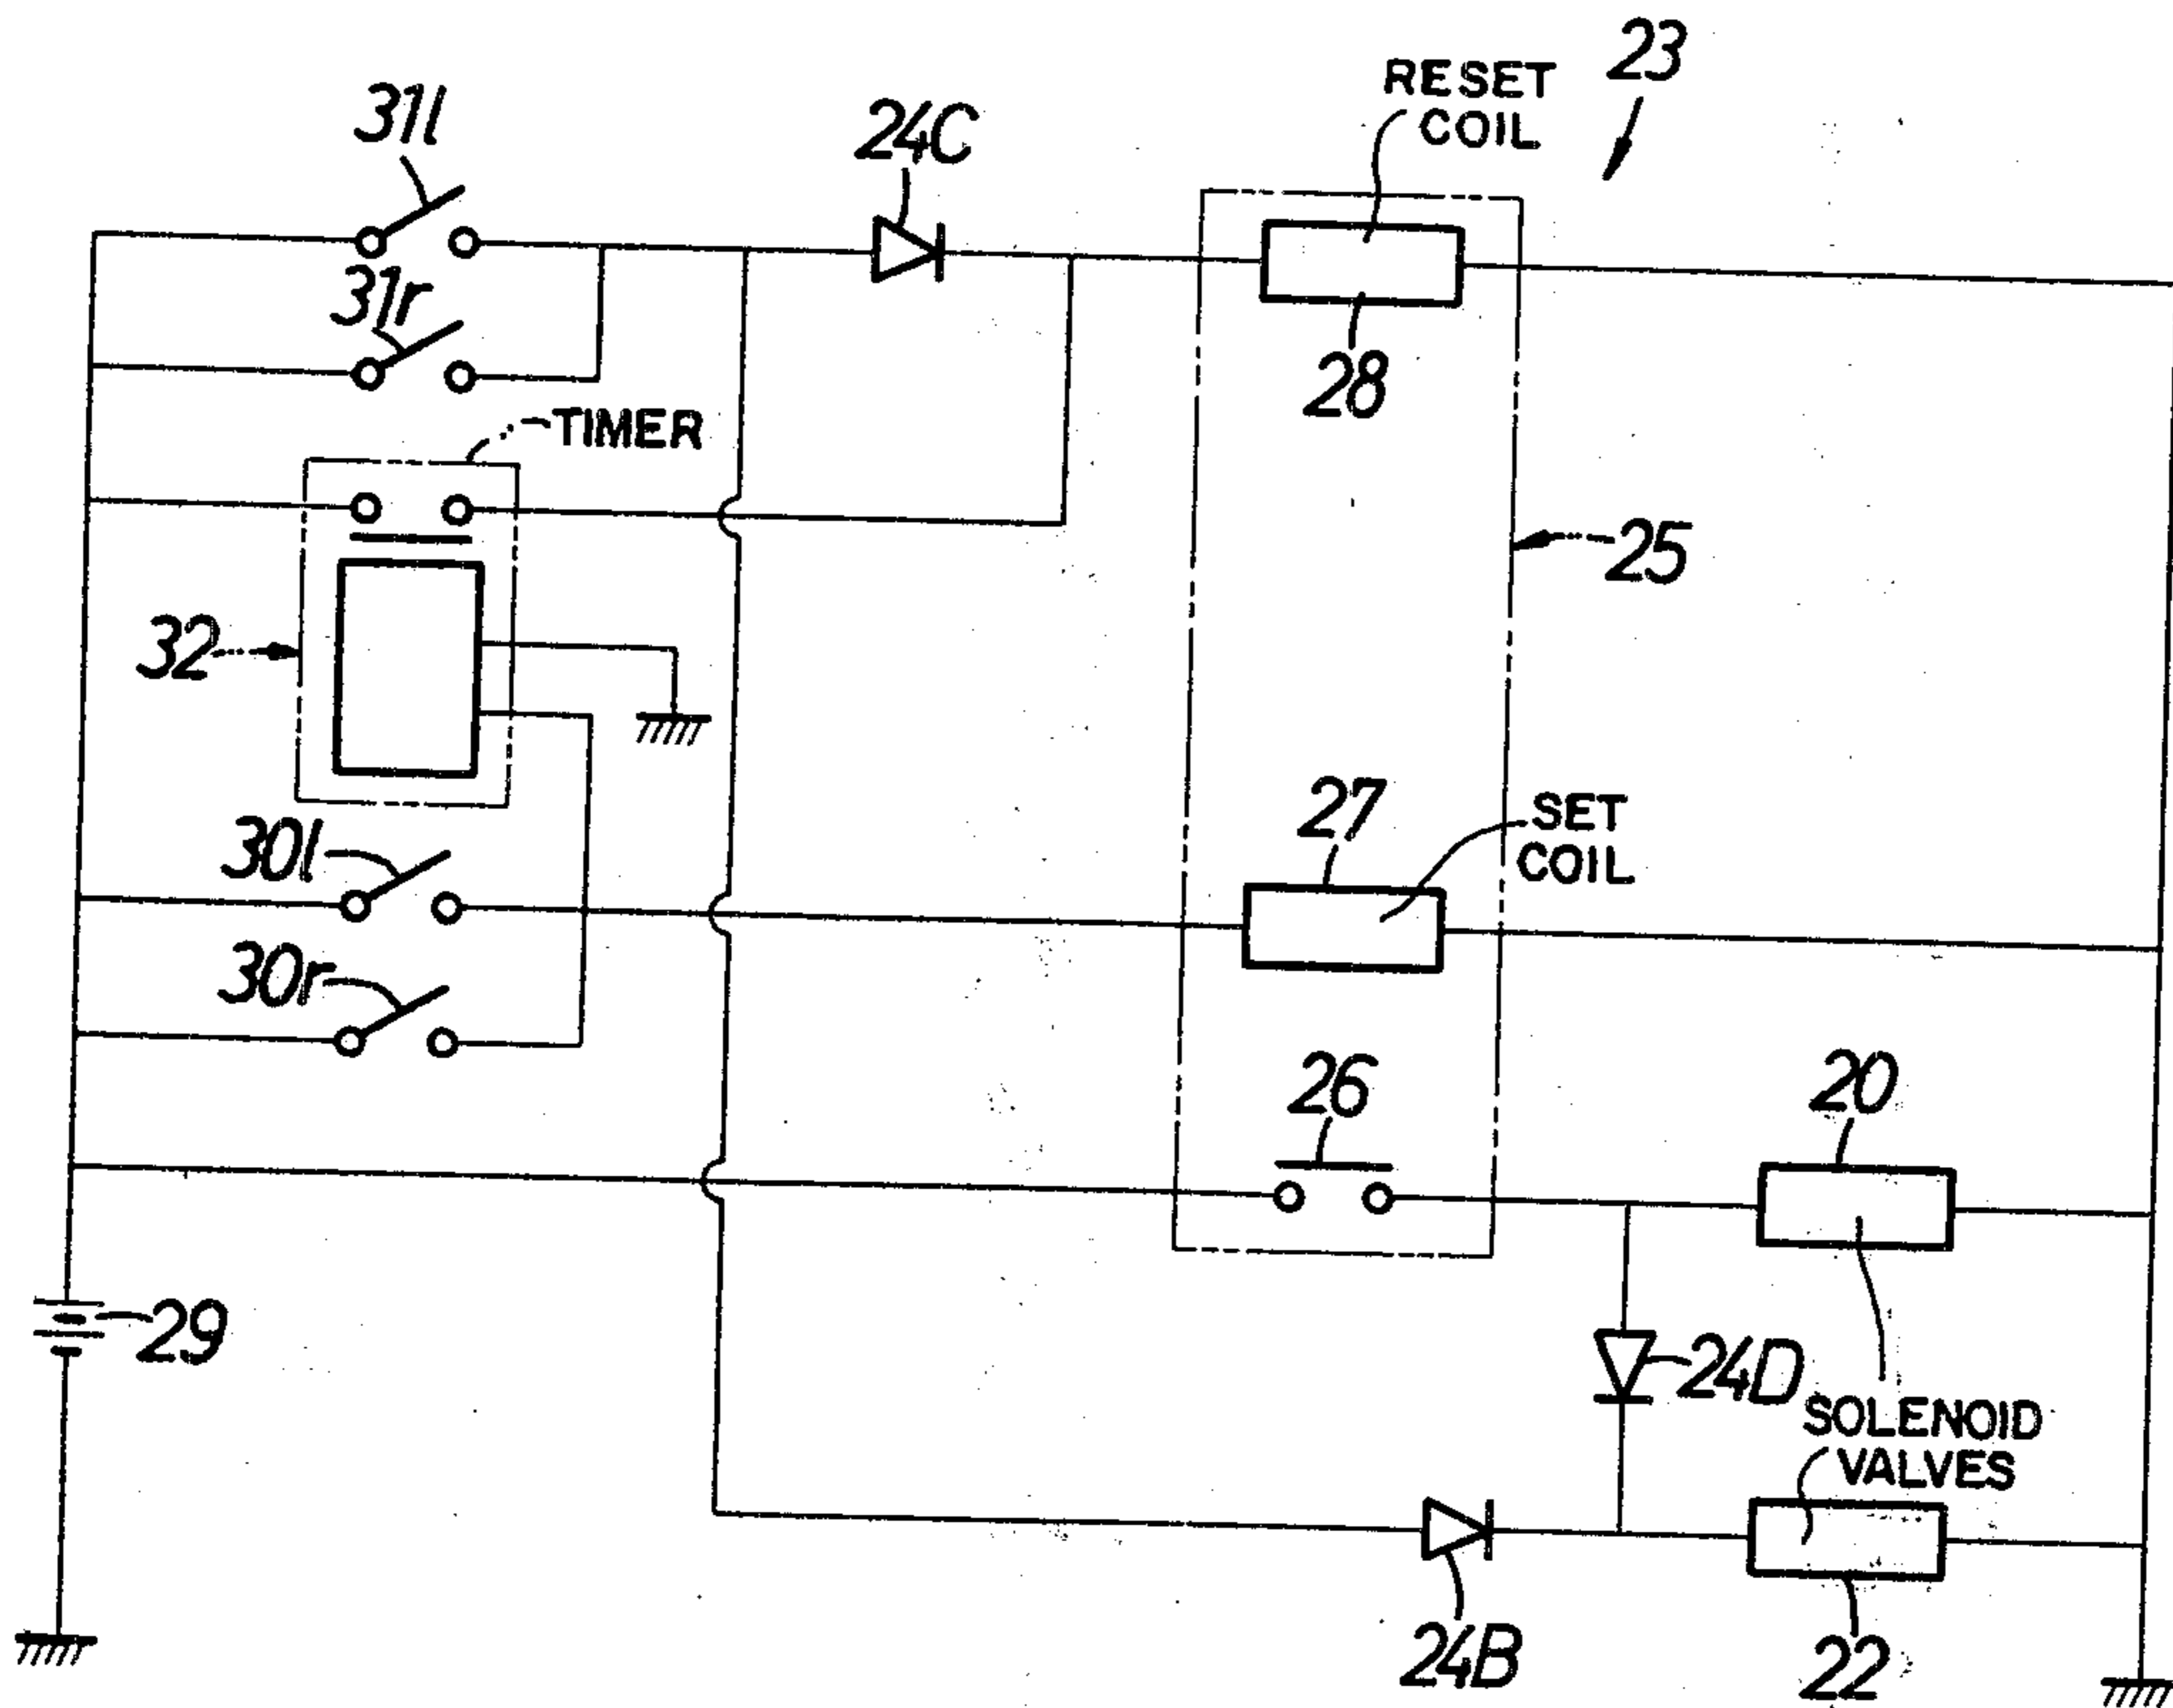 23
RESET
COIL
31l
24C
31r
28
TIMER
25
32
27
SET
COIL
30l
30r
26
20
29
24D
SOLENOID
VALVES
24B
22